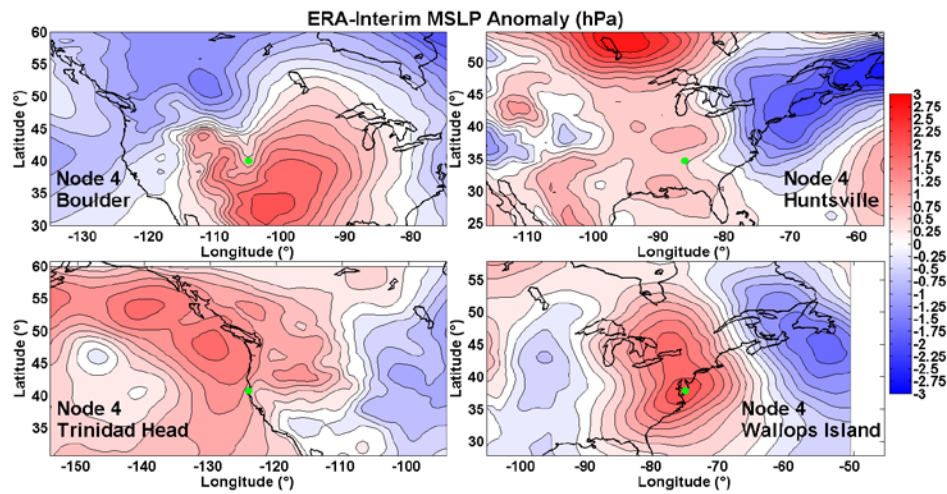 ERA-Interim MSLP Anomaly (hPa)
60
55
50
45
40
35
30
Latitude (°)
Node 4
Boulder
-130 -120 -110 -100 -90 -80
Longitude (°)
50
45
40
35
30
25
Latitude (°)
Node 4
Huntsville
-110 -100 -90 -80 -70 -60
Longitude (°)
60
55
50
45
40
35
Latitude (°)
Node 4
Trinidad Head
-150 -140 -130 -120 -110 -100
Longitude (°)
50
45
40
35
30
Latitude (°)
Node 4
Wallops Island
-100 -90 -80 -70 -60 -50
Longitude (°)
3
2.75
2.5
2.25
2
1.75
1.5
1.25
1
0.75
0.5
0.25
0
-0.25
-0.5
-0.75
-1
-1.25
-1.5
-1.75
-2
-2.25
-2.5
-2.75
-3